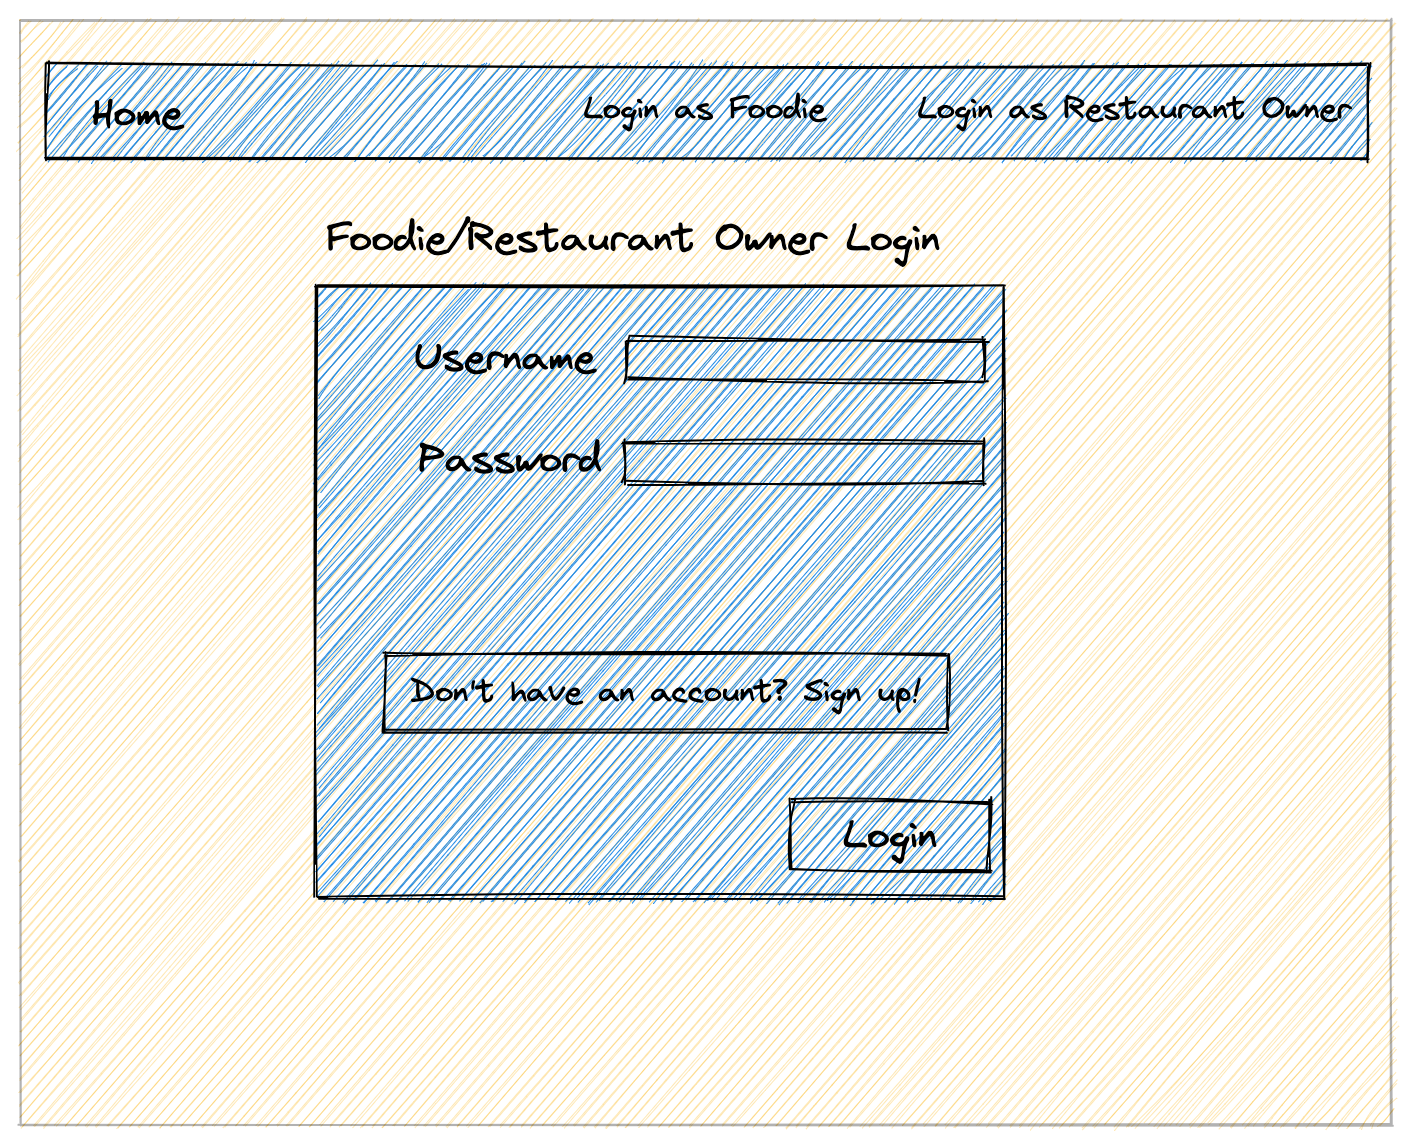 Home Login as Foodie Login as Restaurant Owner
Foodie/Restaurant Owner Login
Username
Password
Don't have an account? Sign up!
Login